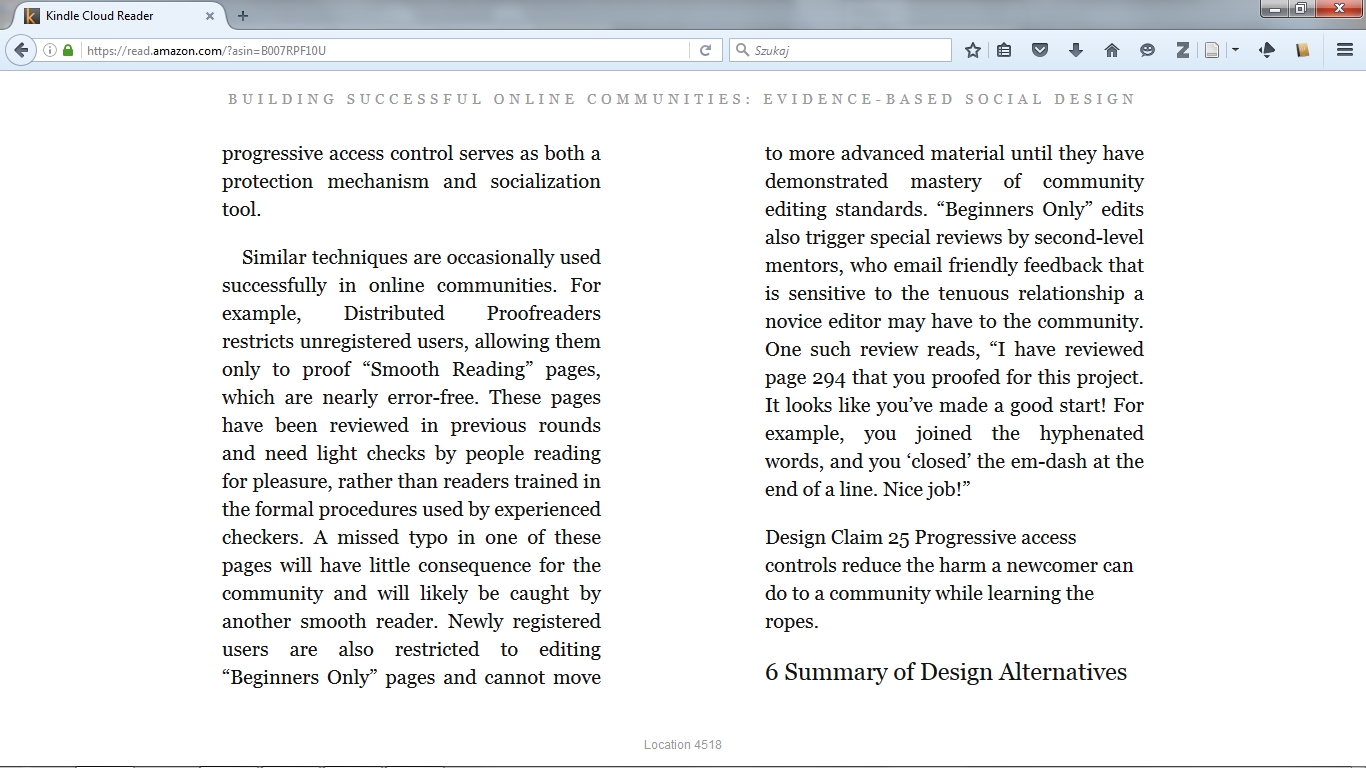 Kindle Cloud Reader
https://read.amazon.com/?asin=B007RPF10U
Szukaj
BUILDING SUCCESSFUL ONLINE COMMUNITIES: EVIDENCE-BASED SOCIAL DESIGN
progressive access control serves as both a
protection mechanism and socialization
tool.
Similar techniques are occasionally used
successfully in online communities. For
example, Distributed Proofreaders
restricts unregistered users, allowing them
only to proof “Smooth Reading” pages,
which are nearly error-free. These pages
have been reviewed in previous rounds
and need light checks by people reading
for pleasure, rather than readers trained in
the formal procedures used by experienced
checkers. A missed typo in one of these
pages will have little consequence for the
community and will likely be caught by
another smooth reader. Newly registered
users are also restricted to editing
“Beginners Only” pages and cannot move
to more advanced material until they have
demonstrated mastery of community
editing standards. “Beginners Only” edits
also trigger special reviews by second-level
mentors, who email friendly feedback that
is sensitive to the tenuous relationship a
novice editor may have to the community.
One such review reads, “I have reviewed
page 294 that you proofed for this project.
It looks like you’ve made a good start! For
example, you joined the hyphenated
words, and you ‘closed’ the em-dash at the
end of a line. Nice job!”
Design Claim 25 Progressive access
controls reduce the harm a newcomer can
do to a community while learning the
ropes.
6 Summary of Design Alternatives
Location 4518